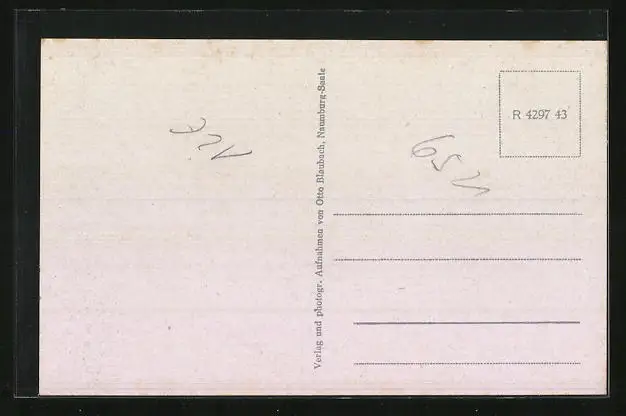 Verlag und photogr. Aufnahmen von Otto Blaubach, Naumburg-Saale
R 4297 43